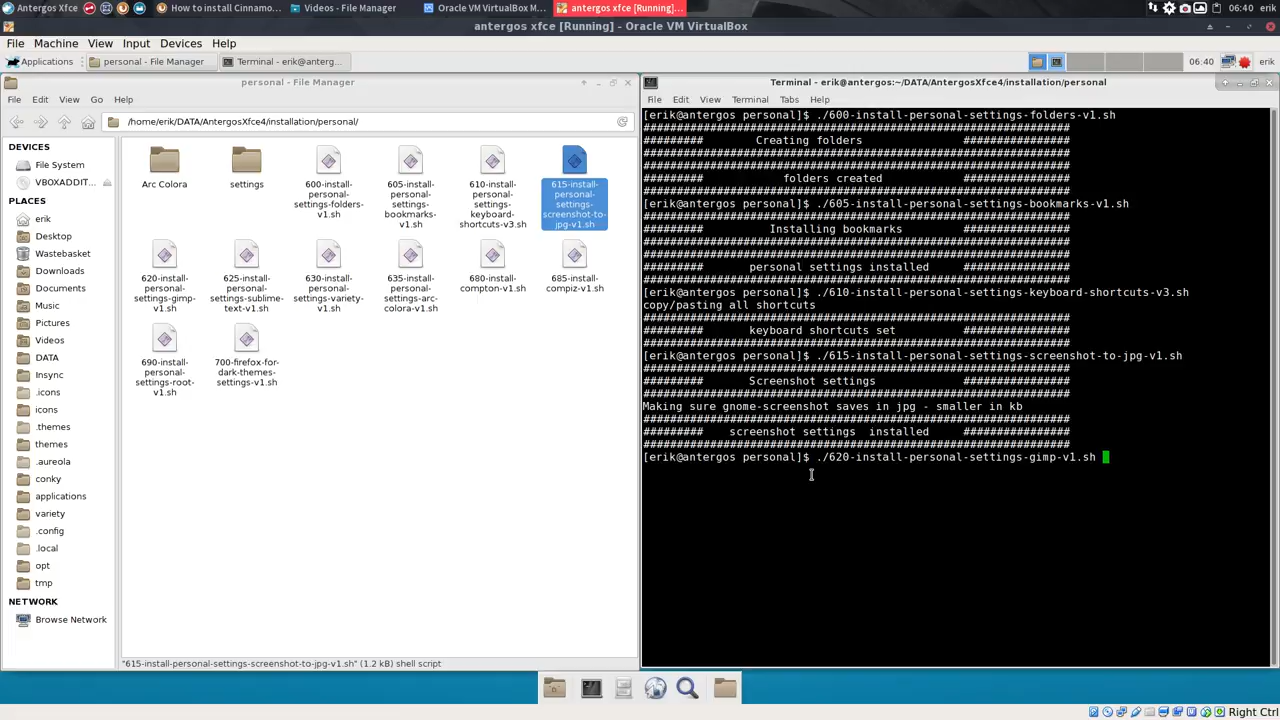 Antergos Xfce
How to install Cinnamo...
Videos - File Manager
Oracle VM VirtualBox M...
antergos xfce [Running]...
06:40
erik
antergos xfce [Running] - Oracle VM VirtualBox
File Machine View Input Devices Help
Applications
personal - File Manager
Terminal - erik@anterg...
06:40
erik
personal - File Manager
File Edit View Go Help
/home/erik/DATA/AntergosXfce4/installation/personal/
DEVICES
File System
VBOXADDIT...
PLACES
erik
Desktop
Wastebasket
Downloads
Documents
Music
Pictures
Videos
DATA
Insync
.icons
icons
.themes
themes
.aureola
conky
applications
variety
.config
.local
opt
tmp
NETWORK
Browse Network
Arc Colora
settings
600-install-
personal-
settings-folders-
v1.sh
605-install-
personal-
settings-
bookmarks-
v1.sh
610-install-
personal-
settings-
keyboard-
shortcuts-v3.sh
615-install-
personal-
settings-
screenshot-to-
jpg-v1.sh
620-install-
personal-
settings-gimp-
v1.sh
625-install-
personal-
settings-sublime-
text-v1.sh
630-install-
personal-
settings-variety-
v1.sh
635-install-
personal-
settings-arc-
colora-v1.sh
680-install-
compton-v1.sh
685-install-
compiz-v1.sh
690-install-
personal-
settings-root-
v1.sh
700-firefox-for-
dark-themes-
settings-v1.sh
"615-install-personal-settings-screenshot-to-jpg-v1.sh" (1.2 kB) shell script
Terminal - erik@antergos:~/DATA/AntergosXfce4/installation/personal
File Edit View Terminal Tabs Help
[erik@antergos personal]$ ./600-install-personal-settings-folders-v1.sh
################################################################
######### Creating folders ################
################################################################
################################################################
######### folders created ################
################################################################
[erik@antergos personal]$ ./605-install-personal-settings-bookmarks-v1.sh
################################################################
######### Installing bookmarks ################
################################################################
################################################################
######### personal settings installed ################
################################################################
[erik@antergos personal]$ ./610-install-personal-settings-keyboard-shortcuts-v3.sh
copy/pasting all shortcuts
################################################################
######### keyboard shortcuts set ################
################################################################
[erik@antergos personal]$ ./615-install-personal-settings-screenshot-to-jpg-v1.sh
################################################################
######### Screenshot settings ################
################################################################
Making sure gnome-screenshot saves in jpg - smaller in kb
################################################################
######### screenshot settings installed ################
################################################################
[erik@antergos personal]$ ./620-install-personal-settings-gimp-v1.sh
Right Ctrl